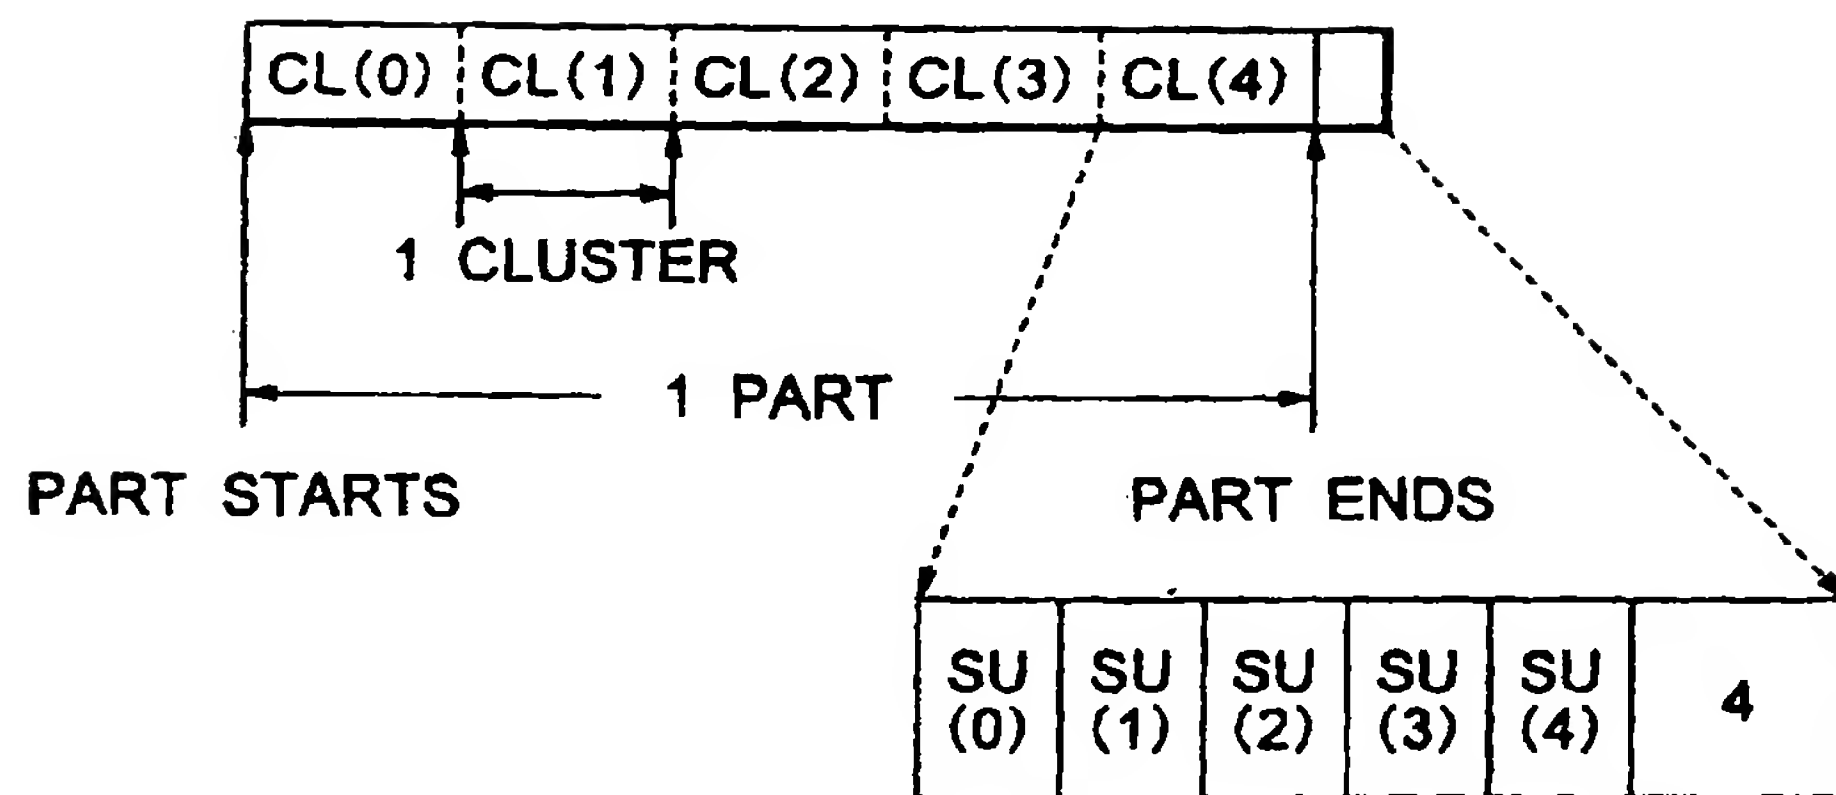 CL(0) CL(1) CL(2) CL(3) CL(4)
1 CLUSTER
1 PART
PART STARTS
PART ENDS
SU SU SU SU SU 4
(0) (1) (2) (3) (4)